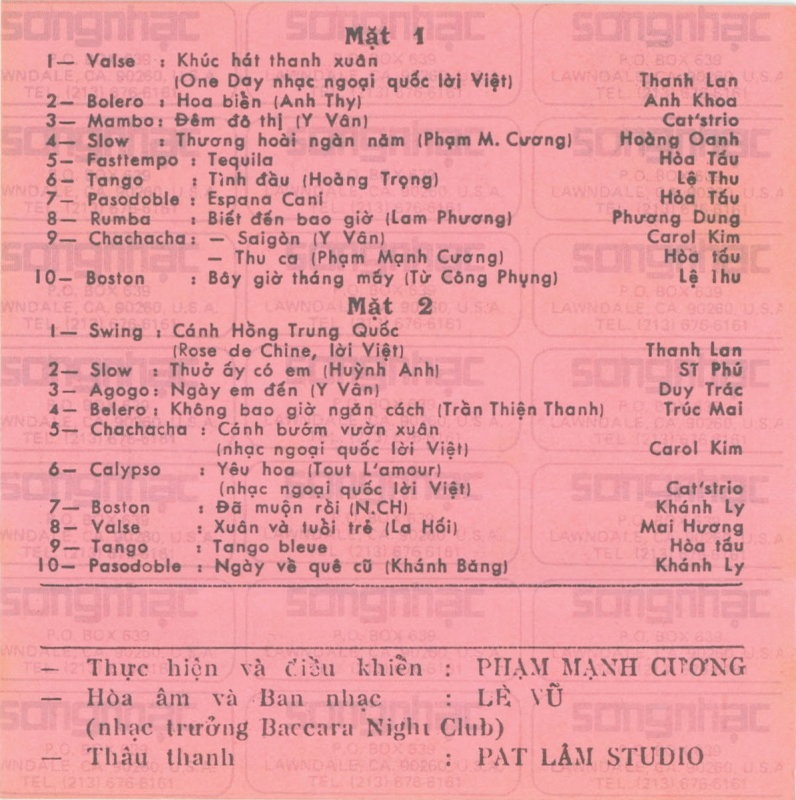 Mặt 1
1— Valse : Khúc hát thanh xuân
(One Day nhạc ngoại quốc lời Việt) Thanh Lan
2— Bolero : Hoa biển (Anh Thy) Anh Khoa
3— Mambo: Đêm đô thị (Y Vân) Cat'strio
4— Slow : Thương hoài ngàn năm (Phạm M. Cương) Hoàng Oanh
5— Fasttempo : Tequila Hòa Tấu
6— Tango : Tình đầu (Hoàng Trọng) Lệ Thu
7— Pasodoble : Espana Cani Hòa Tấu
8— Rumba : Biết đến bao giờ (Lam Phương) Phương Dung
9— Chachacha: — Saigòn (Y Vân) Carol Kim
— Thu ca (Phạm Mạnh Cương) Hòa tấu
10— Boston : Bây giờ tháng mấy (Từ Công Phụng) Lệ Thu
Mặt 2
1— Swing : Cánh Hồng Trung Quốc
(Rose de Chine, lời Việt) Thanh Lan
2— Slow : Thuở ấy có em (Huỳnh Anh) ST Phú
3— Agogo: Ngày em đến (Y Vân) Duy Trác
4— Belero : Không bao giờ ngăn cách (Trần Thiện Thanh) Trúc Mai
5— Chachacha : Cánh bướm vườn xuân
(nhạc ngoại quốc lời Việt) Carol Kim
6— Calypso : Yêu hoa (Tout L'amour)
(nhạc ngoại quốc lời Việt) Cat'strio
7— Boston : Đã muộn rồi (N.CH) Khánh Ly
8— Valse : Xuân và tuổi trẻ (La Hối) Mai Hương
9— Tango : Tango bleue Hòa tấu
10— Pasodoble : Ngày về quê cũ (Khánh Băng) Khánh Ly
— Thực hiện và điều khiển : PHẠM MẠNH CƯƠNG
— Hòa âm và Ban nhạc : LÊ VŨ
(nhạc trưởng Baccara Night Club)
— Thâu thanh : PAT LÂM STUDIO
songnhạc
P.O. BOX 639
LAWNDALE, CA. 90260, U.S.A.
TEL. (213) 676-6161